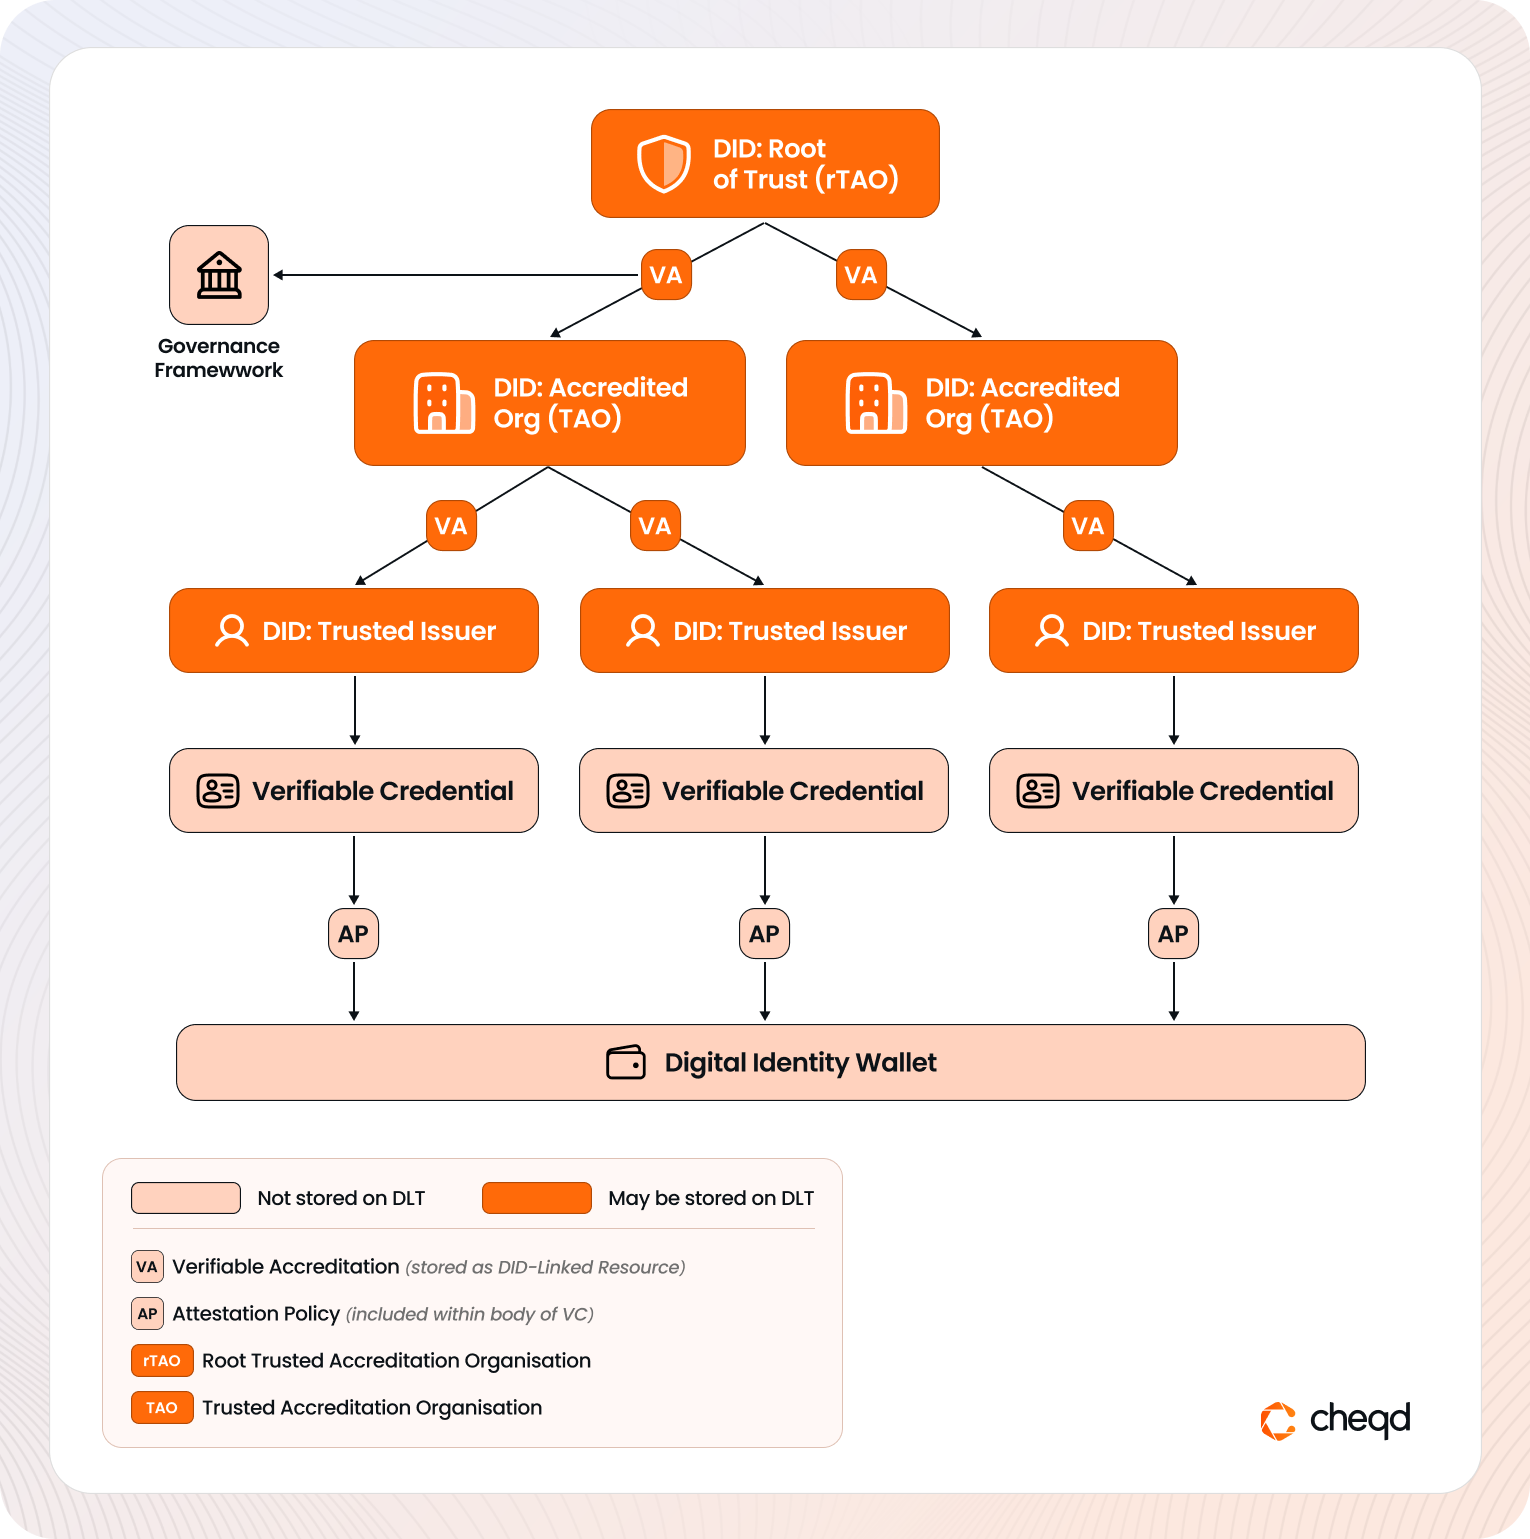 DID: Root
of Trust (rTAO)
VA
VA
Governance
Framewwork
DID: Accredited
Org (TAO)
DID: Accredited
Org (TAO)
VA
VA
VA
DID: Trusted Issuer
DID: Trusted Issuer
DID: Trusted Issuer
Verifiable Credential
Verifiable Credential
Verifiable Credential
AP
AP
AP
Digital Identity Wallet
Not stored on DLT
May be stored on DLT
VA Verifiable Accreditation (stored as DID-Linked Resource)
AP Attestation Policy (included within body of VC)
rTAO Root Trusted Accreditation Organisation
TAO Trusted Accreditation Organisation
cheqd